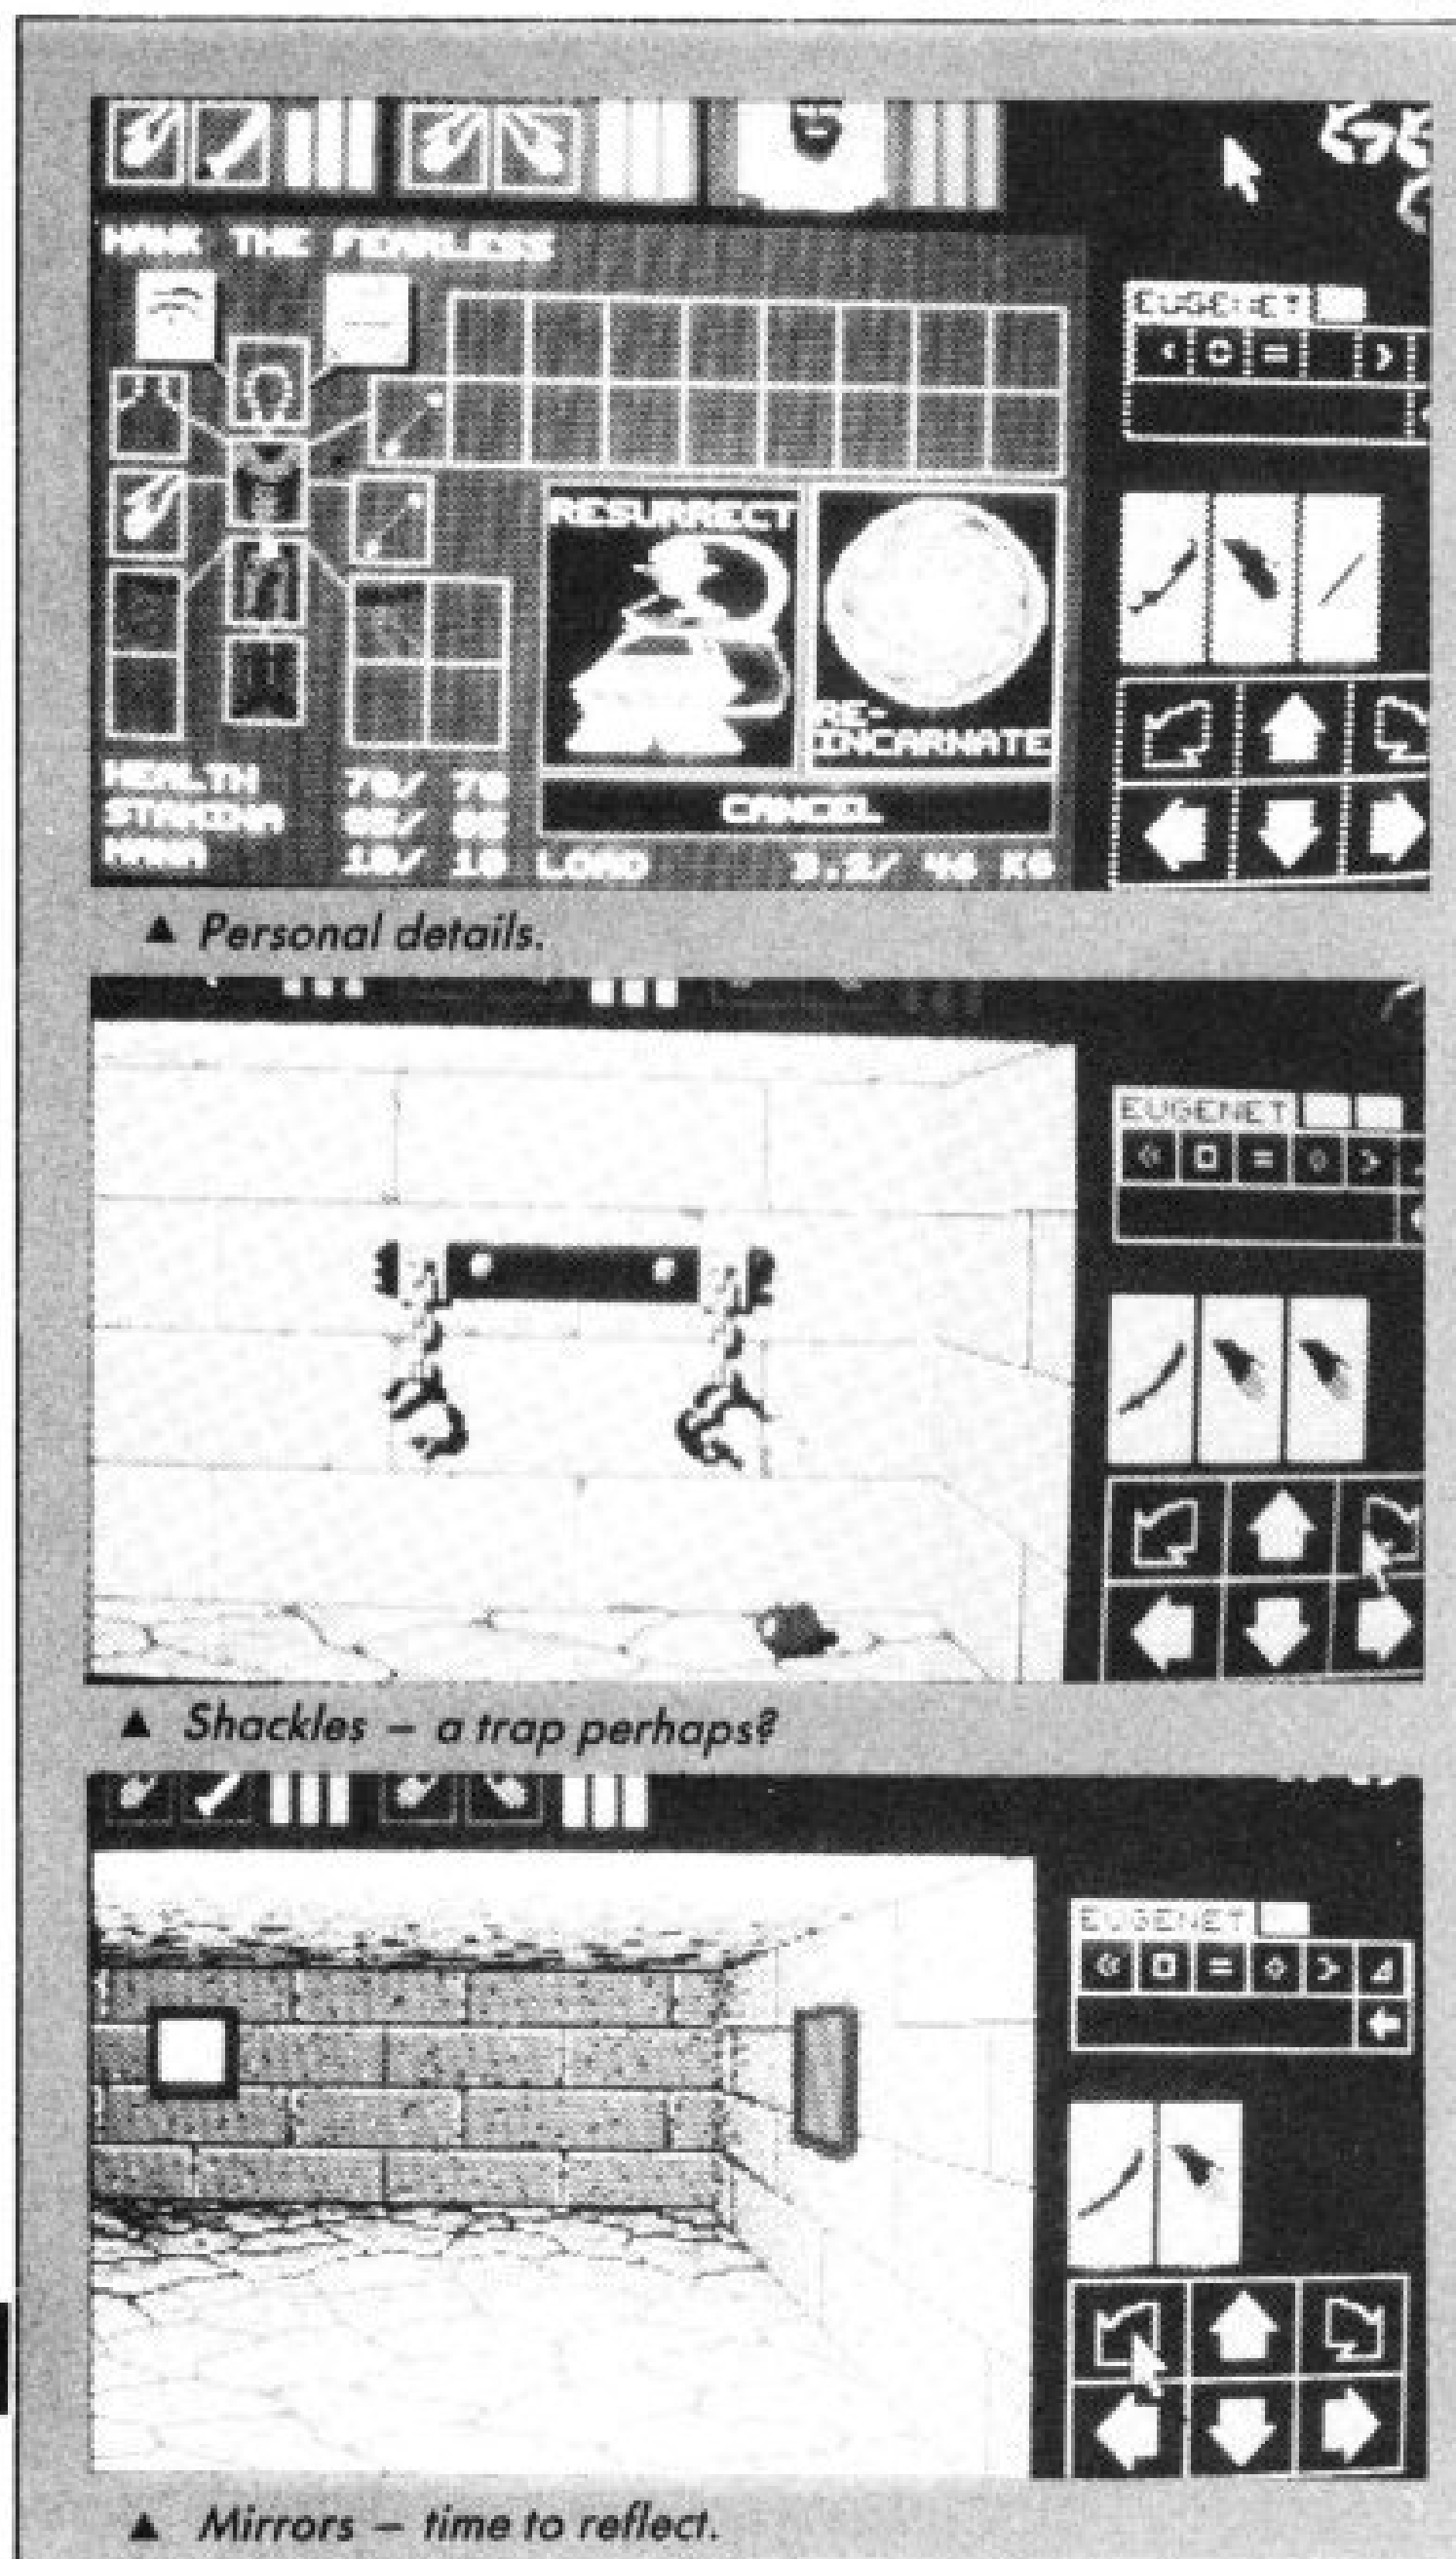 THE FEARLESS
EUGENET
RESURRECT
RE-
INCARNATE
CANCEL
HEALTH
STAMINA
MANA
LOAD
46 KG
▲ Personal details.
EUGENET
▲ Shackles – a trap perhaps?
EUGENET
▲ Mirrors – time to reflect.